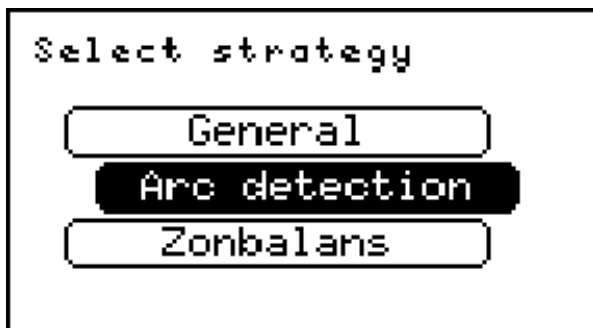 Select strategy
General
Arc detection
Zonbalans